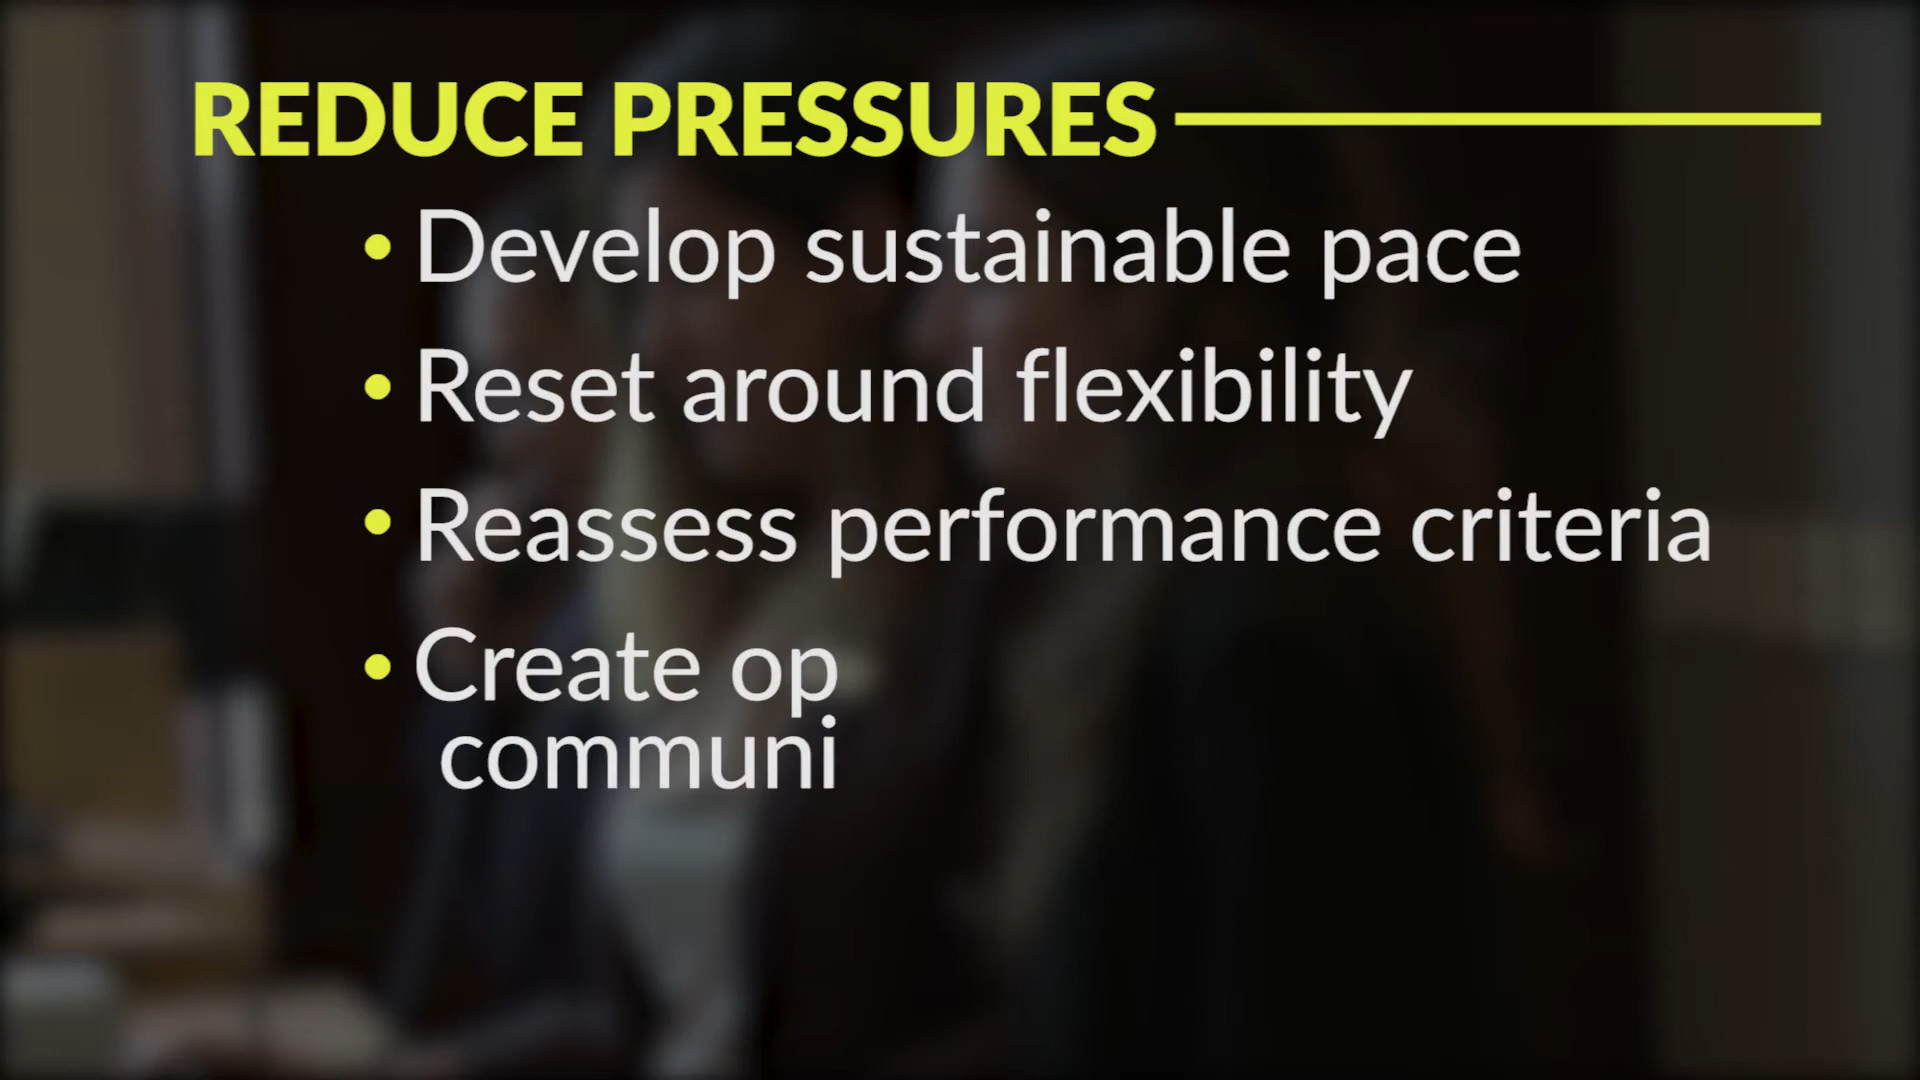 REDUCE PRESSURES
• Develop sustainable pace
• Reset around flexibility
• Reassess performance criteria
• Create op
communi